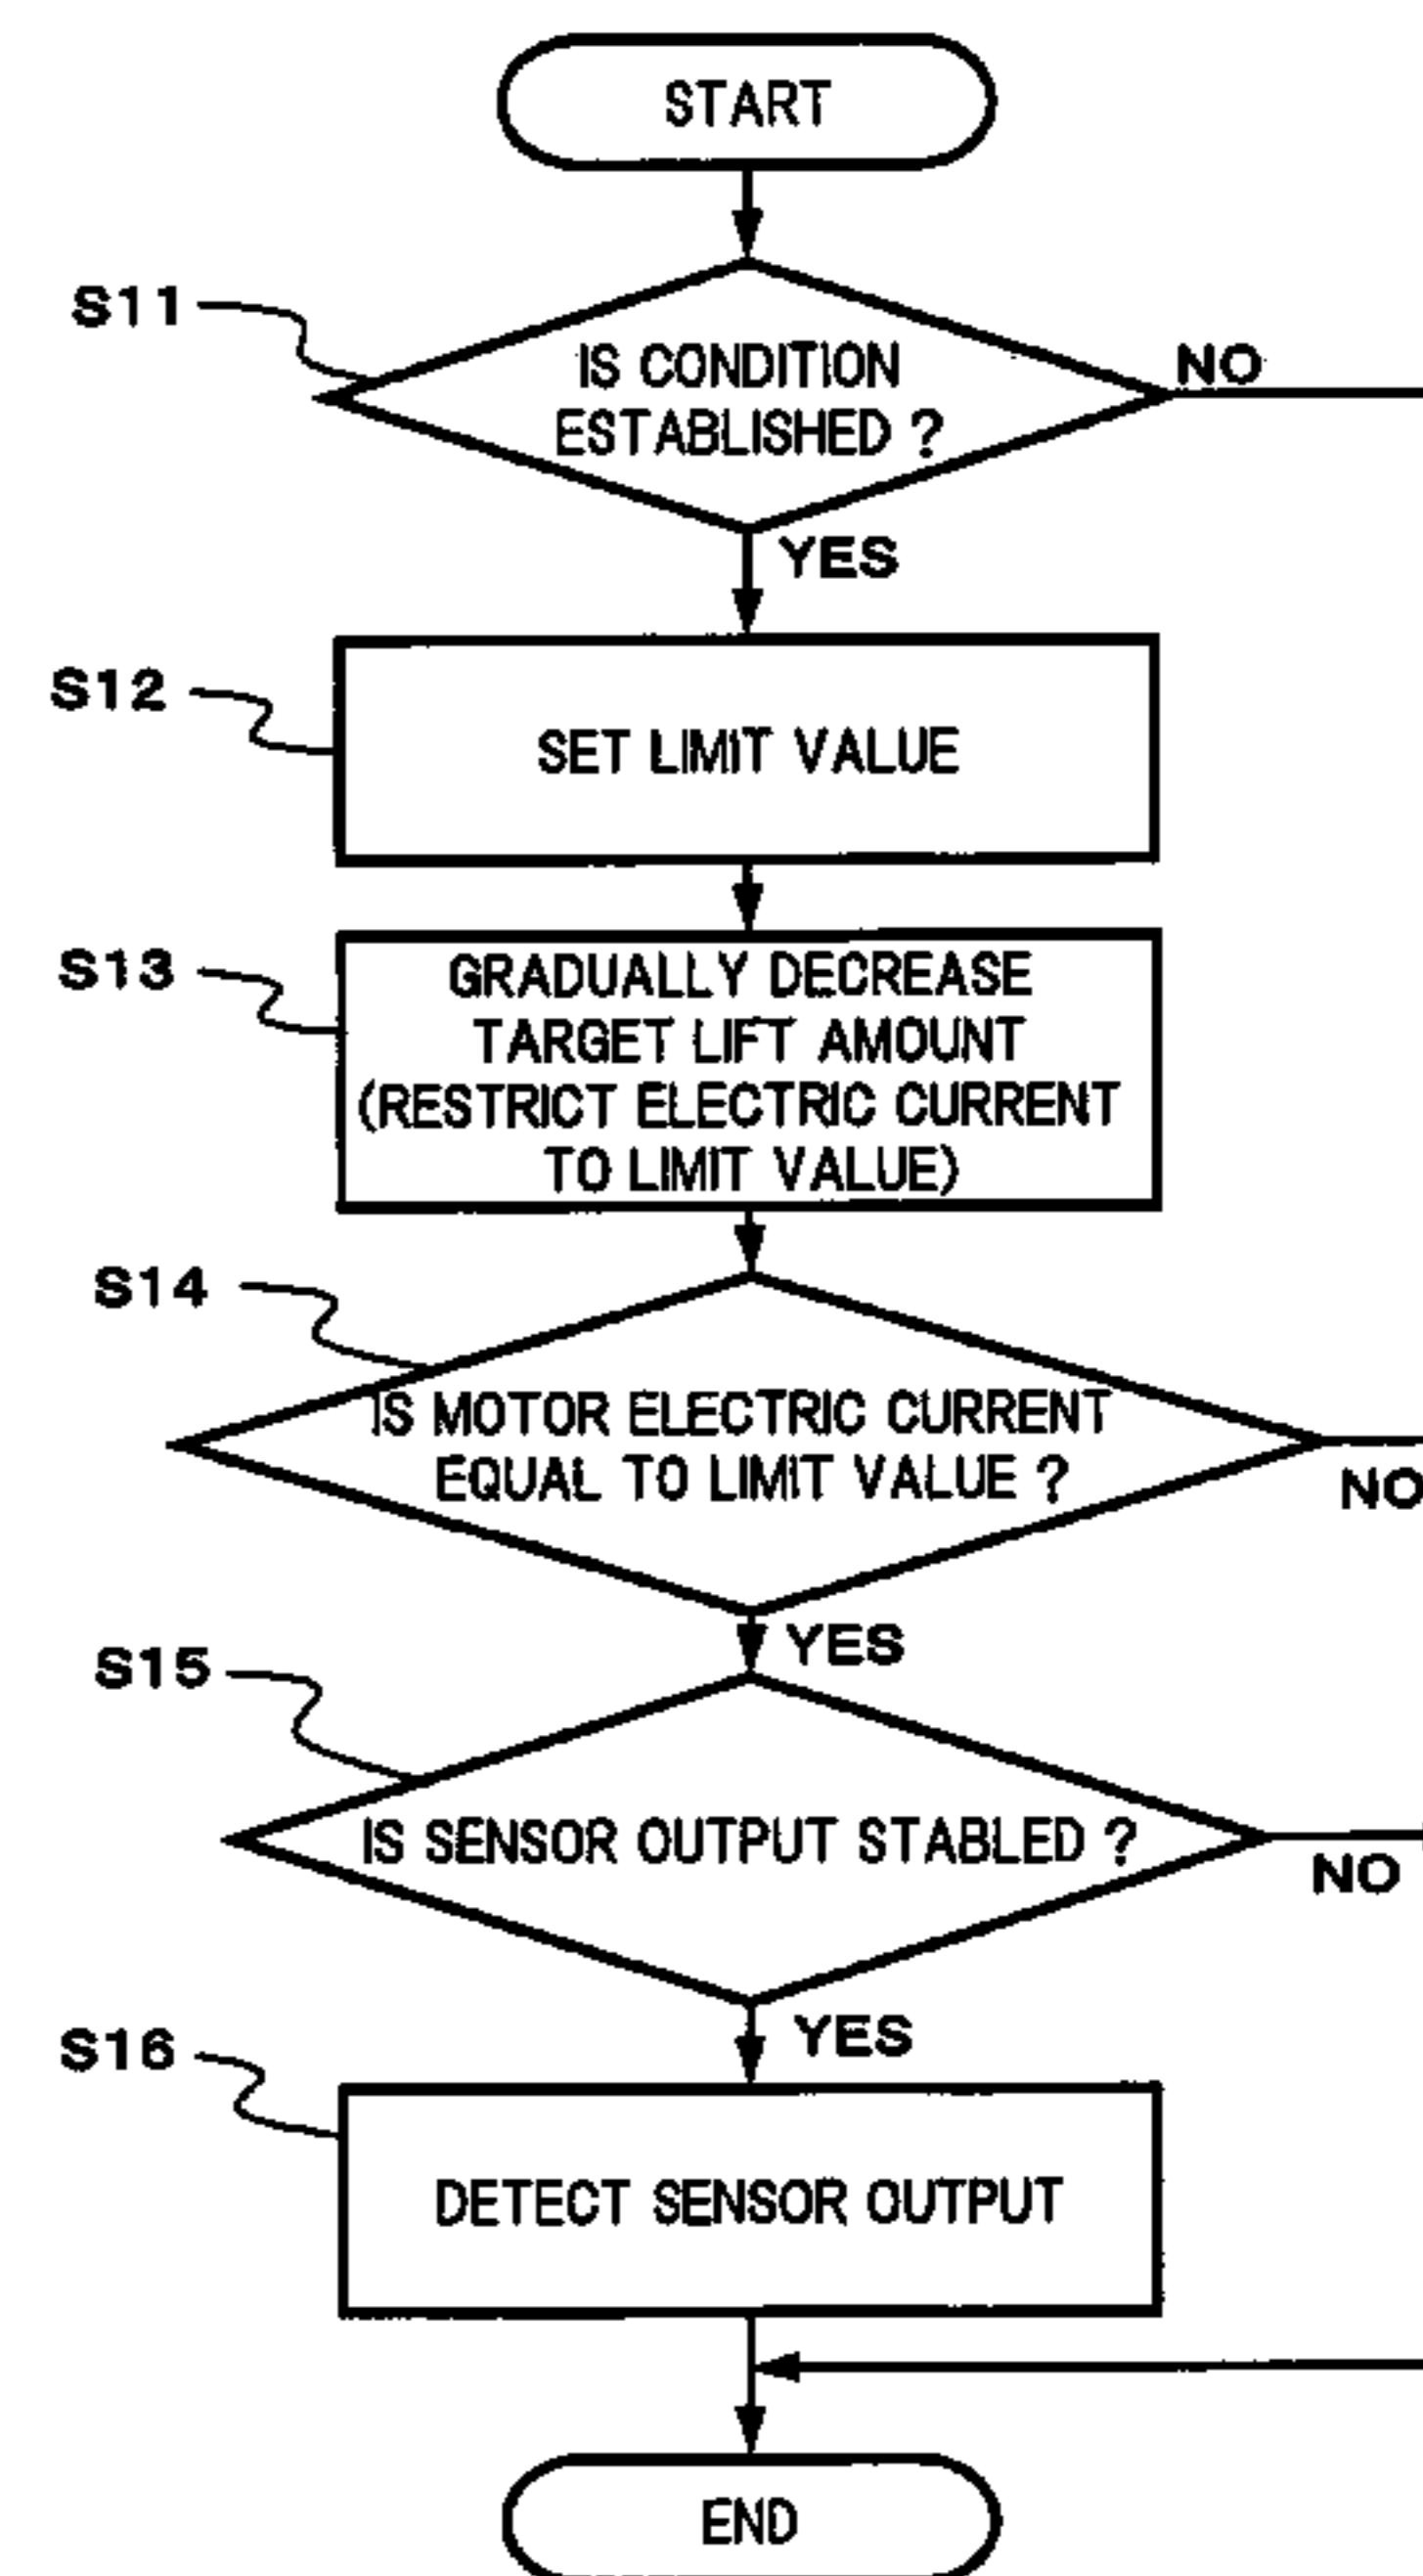 START
S11
IS CONDITION
ESTABLISHED ?
NO
YES
S12
SET LIMIT VALUE
S13
GRADUALLY DECREASE
TARGET LIFT AMOUNT
(RESTRICT ELECTRIC CURRENT
TO LIMIT VALUE)
S14
IS MOTOR ELECTRIC CURRENT
EQUAL TO LIMIT VALUE ?
NO
YES
S15
IS SENSOR OUTPUT STABLED ?
NO
YES
S16
DETECT SENSOR OUTPUT
END